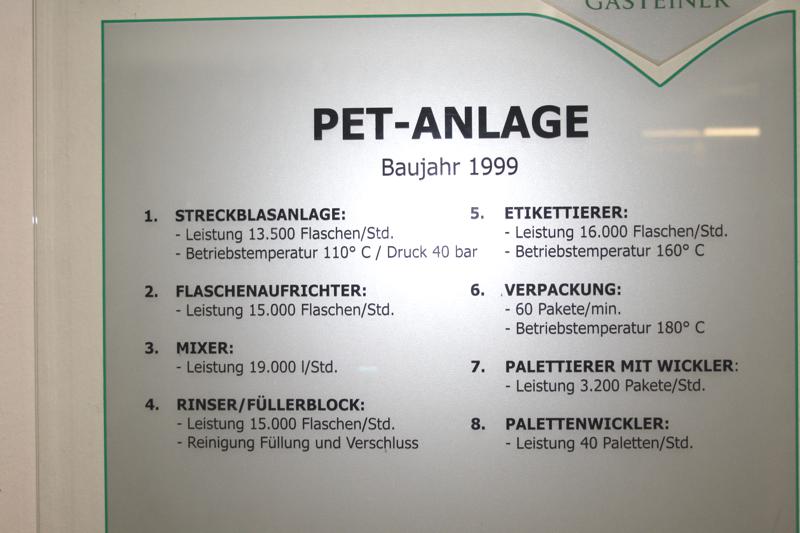 GASTEINER
PET-ANLAGE
Baujahr 1999
1. STRECKBLASANLAGE:
- Leistung 13.500 Flaschen/Std.
- Betriebstemperatur 110° C / Druck 40 bar
2. FLASCHENAUFRICHTER:
- Leistung 15.000 Flaschen/Std.
3. MIXER:
- Leistung 19.000 l/Std.
4. RINSER/FÜLLERBLOCK:
- Leistung 15.000 Flaschen/Std.
- Reinigung Füllung und Verschluss
5. ETIKETTIERER:
- Leistung 16.000 Flaschen/Std.
- Betriebstemperatur 160° C
6. VERPACKUNG:
- 60 Pakete/min.
- Betriebstemperatur 180° C
7. PALETTIERER MIT WICKLER:
- Leistung 3.200 Pakete/Std.
8. PALETTENWICKLER:
- Leistung 40 Paletten/Std.